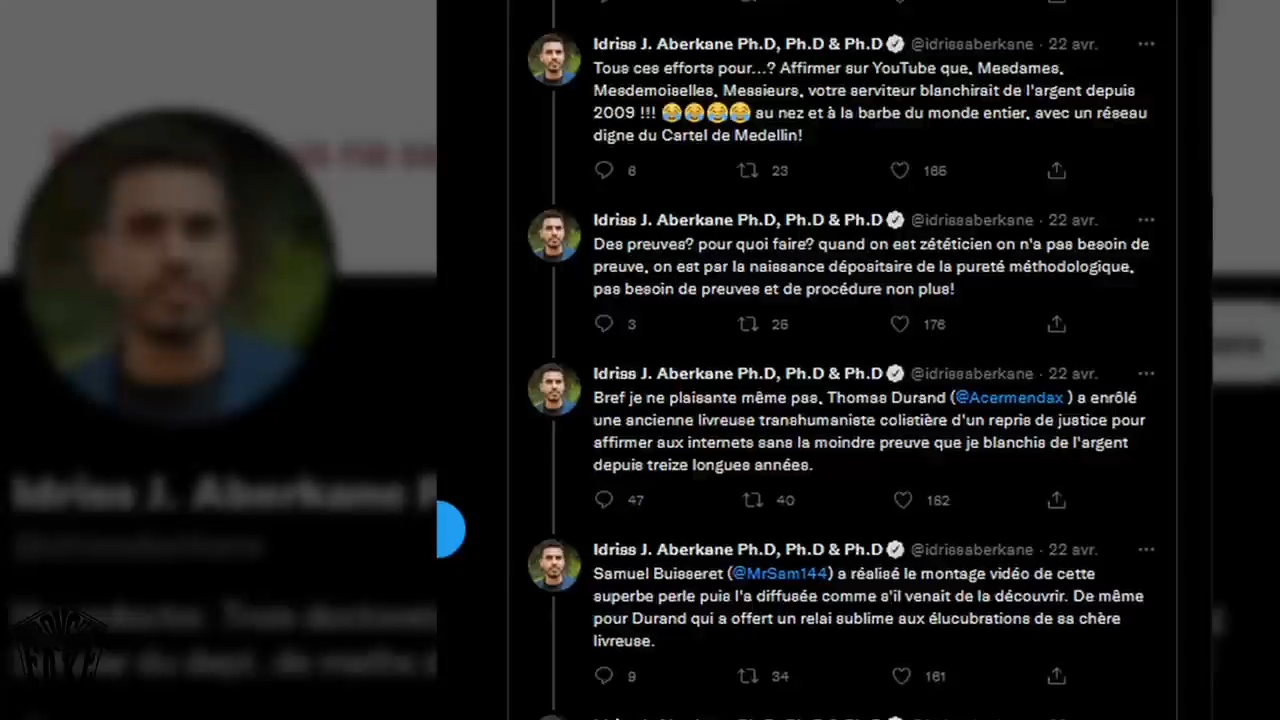 Idriss J. Aberkane Ph.D, Ph.D & Ph.D @idrissaberkane · 22 avr.
Tous ces efforts pour...? Affirmer sur YouTube que, Mesdames,
Mesdemoiselles, Messieurs, votre serviteur blanchirait de l'argent depuis
2009 !!! 😂😂😂😂 au nez et à la barbe du monde entier, avec un réseau
digne du Cartel de Medellin!
6 23 165
Idriss J. Aberkane Ph.D, Ph.D & Ph.D @idrissaberkane · 22 avr.
Des preuves? pour quoi faire? quand on est zététicien on n'a pas besoin de
preuve, on est par la naissance dépositaire de la pureté méthodologique,
pas besoin de preuves et de procédure non plus!
3 26 176
Idriss J. Aberkane Ph.D, Ph.D & Ph.D @idrissaberkane · 22 avr.
Bref je ne plaisante même pas, Thomas Durand (@Acermendax ) a enrôlé
une ancienne livreuse transhumaniste colistière d'un repris de justice pour
affirmer aux internets sans la moindre preuve que je blanchis de l'argent
depuis treize longues années.
47 40 162
Idriss J. Aberkane Ph.D, Ph.D & Ph.D @idrissaberkane · 22 avr.
Samuel Buisseret (@MrSam144) a réalisé le montage vidéo de cette
superbe perle puis l'a diffusée comme s'il venait de la découvrir. De même
pour Durand qui a offert un relai sublime aux élucubrations de sa chère
livreuse.
9 34 161
Idriss J. Aberkane P